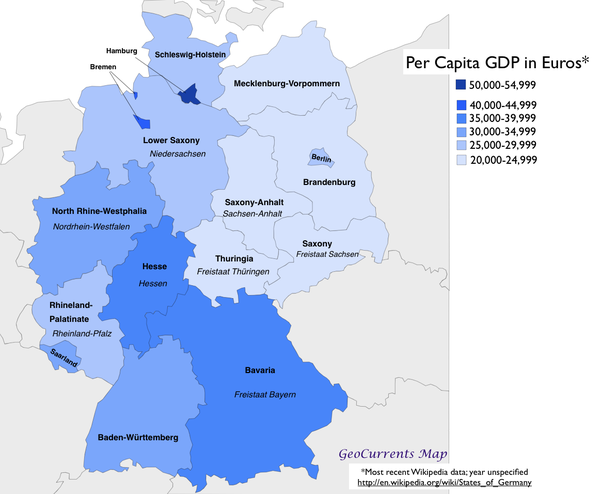 Hamburg
Schleswig-Holstein
Bremen
Mecklenburg-Vorpommern
Per Capita GDP in Euros*
50,000-54,999
40,000-44,999
35,000-39,999
30,000-34,999
25,000-29,999
20,000-24,999
Lower Saxony
Niedersachsen
Berlin
Brandenburg
Saxony-Anhalt
Sachsen-Anhalt
North Rhine-Westphalia
Nordrhein-Westfalen
Saxony
Freistaat Sachsen
Thuringia
Freistaat Thüringen
Hesse
Hessen
Rhineland-
Palatinate
Rheinland-Pfalz
Saarland
Bavaria
Freistaat Bayern
Baden-Württemberg
GeoCurrents Map
*Most recent Wikipedia data; year unspecified
http://en.wikipedia.org/wiki/States_of_Germany